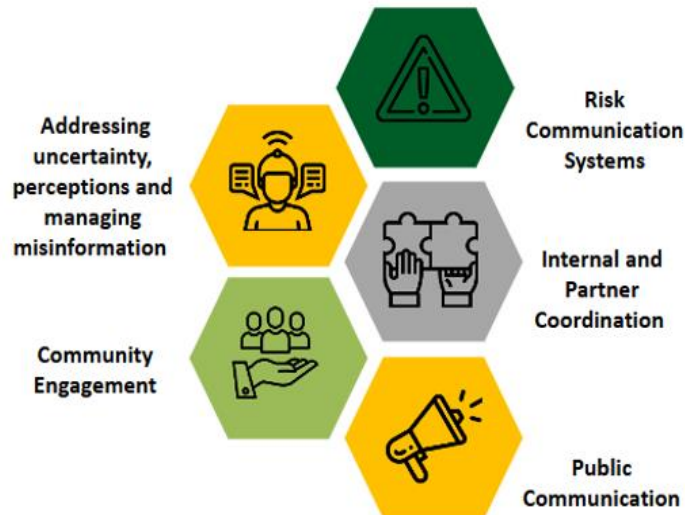 Addressing
uncertainty,
perceptions and
managing
misinformation
Risk
Communication
Systems
Internal and
Partner
Coordination
Community
Engagement
Public
Communication